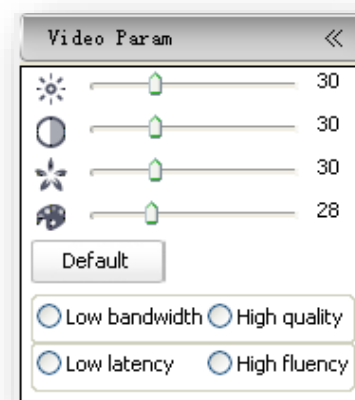 Video Param «
30
30
30
28
Default
Low bandwidth High quality
Low latency High fluency